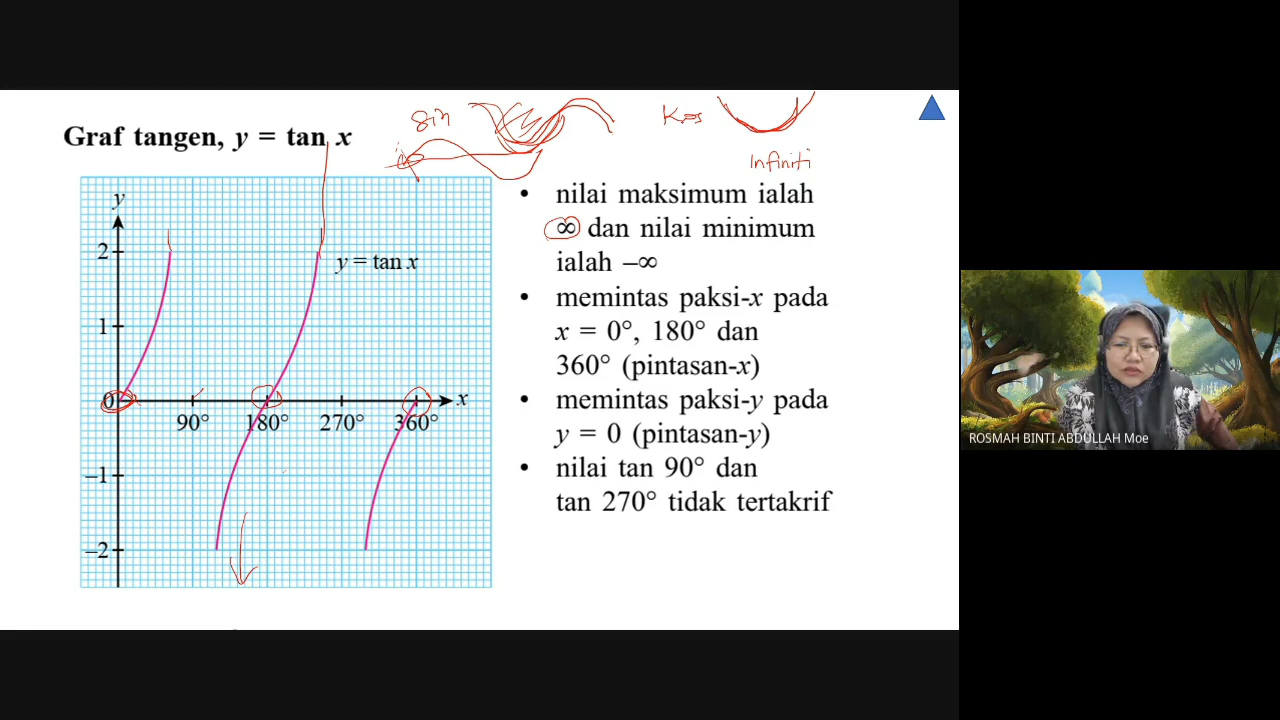 Sin
Kos
Graf tangen, y = tan x
Infiniti
y
2
y = tan x
1
0
x
90°
180°
270°
360°
–1
–2
• nilai maksimum ialah
∞ dan nilai minimum
ialah –∞
• memintas paksi-x pada
x = 0°, 180° dan
360° (pintasan-x)
• memintas paksi-y pada
y = 0 (pintasan-y)
• nilai tan 90° dan
tan 270° tidak tertakrif
ROSMAH BINTI ABDULLAH Moe